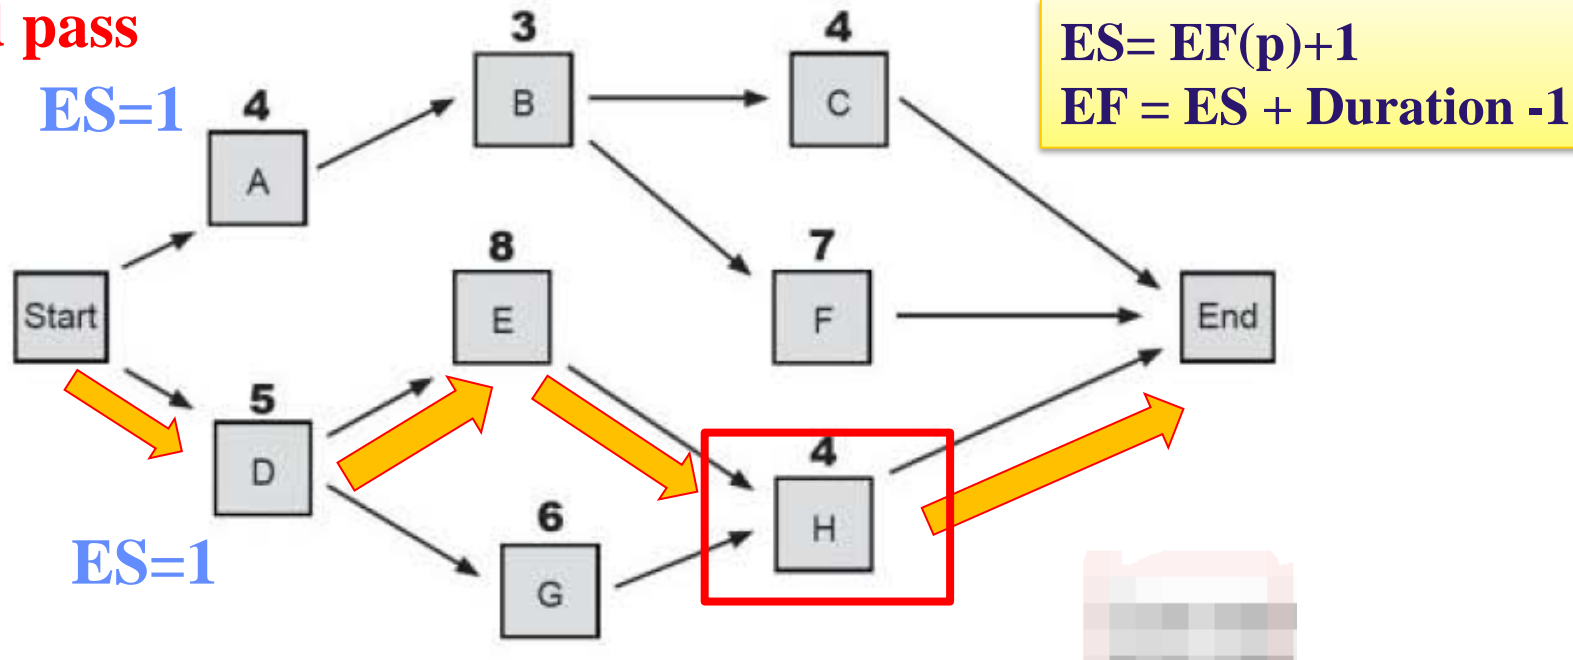 pass
ES= EF(p)+1
EF = ES + Duration -1
ES=1
4
A
3
B
4
C
Start
8
E
7
F
End
5
D
4
H
6
G
ES=1